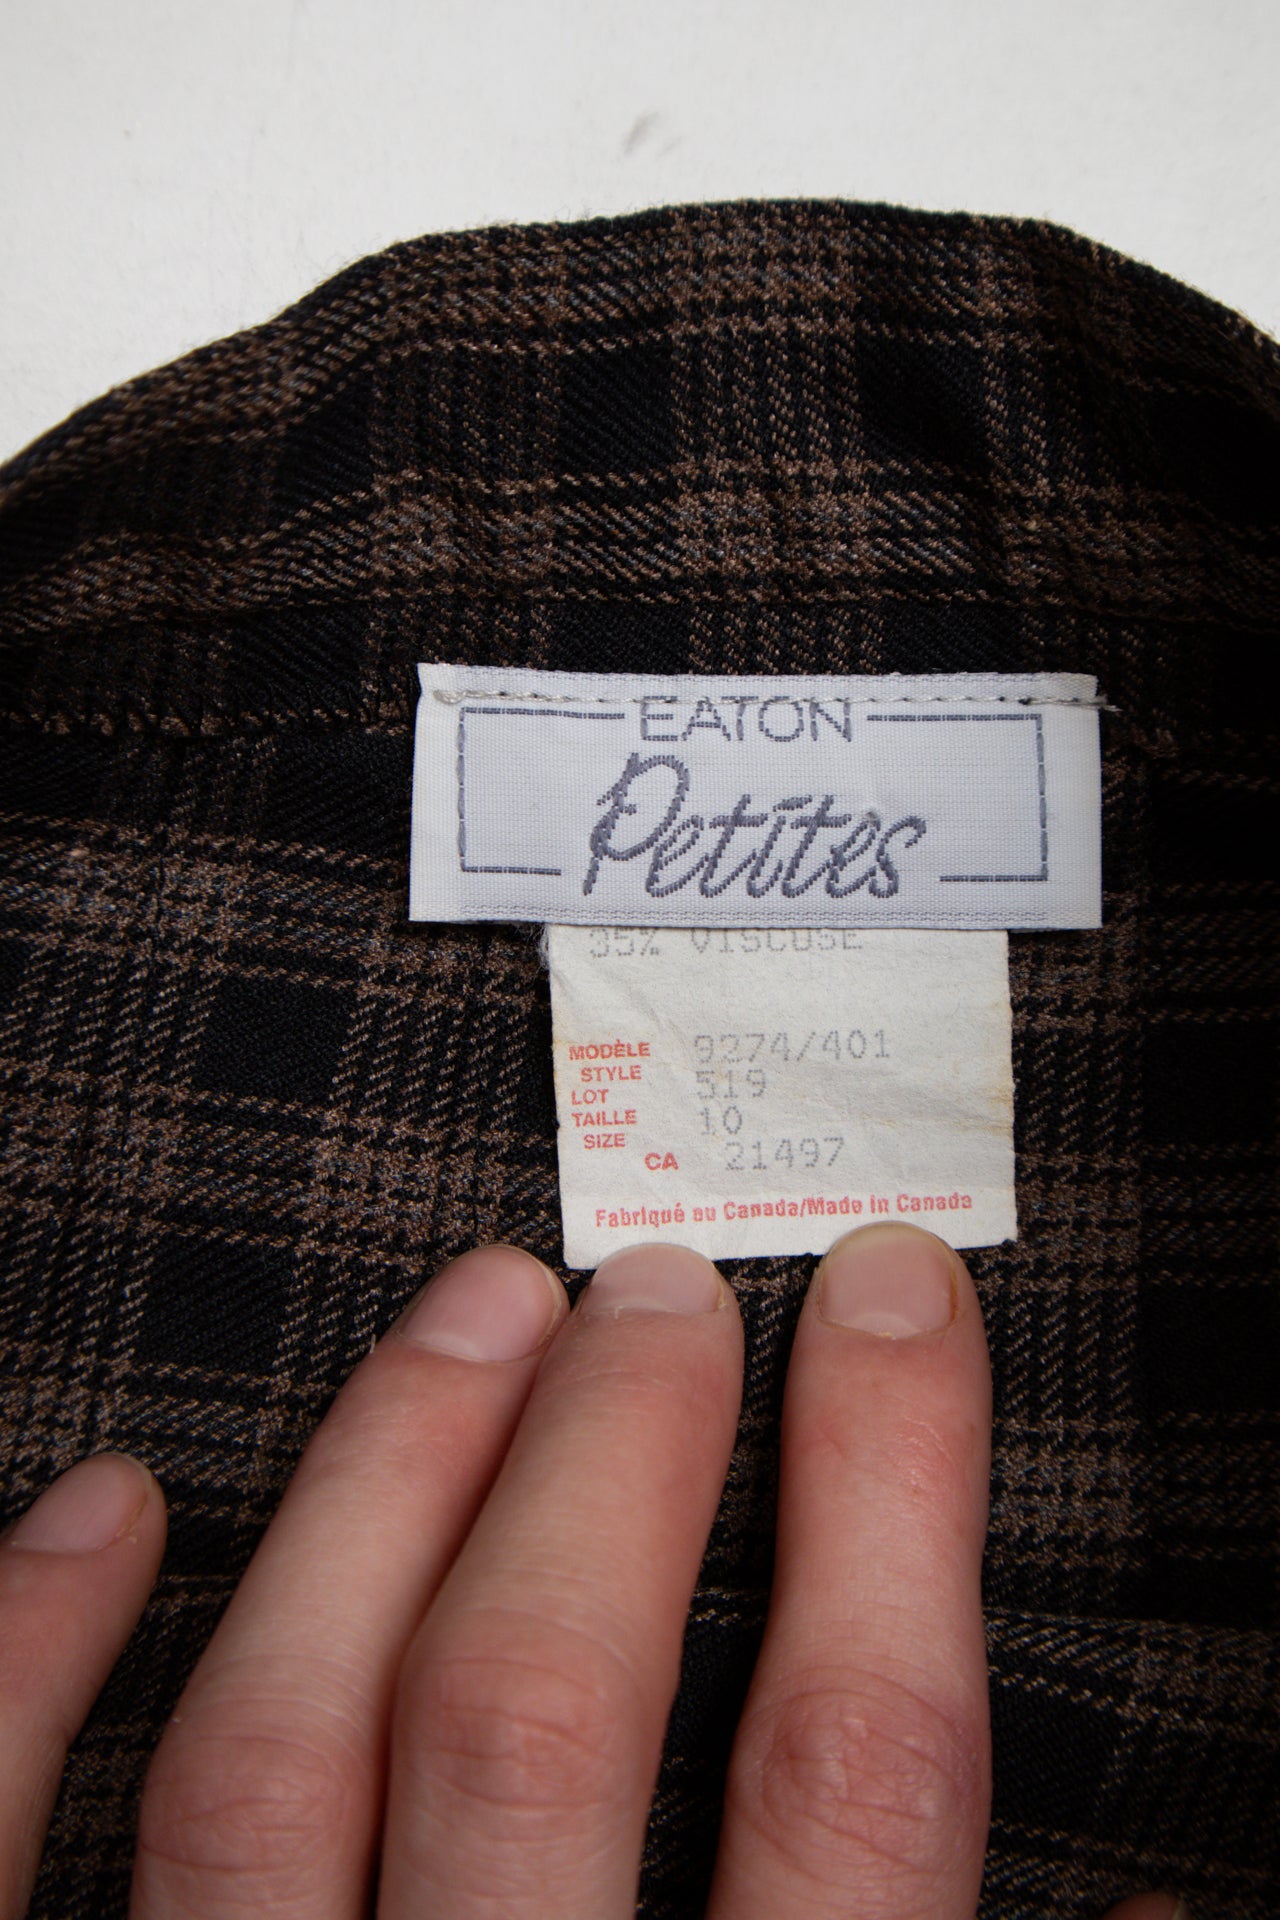 EATON
Petites
35% VISCOSE
MODÈLE 9274/401
STYLE
LOT 519
TAILLE 10
SIZE
CA 21497
Fabriqué au Canada/Made in Canada